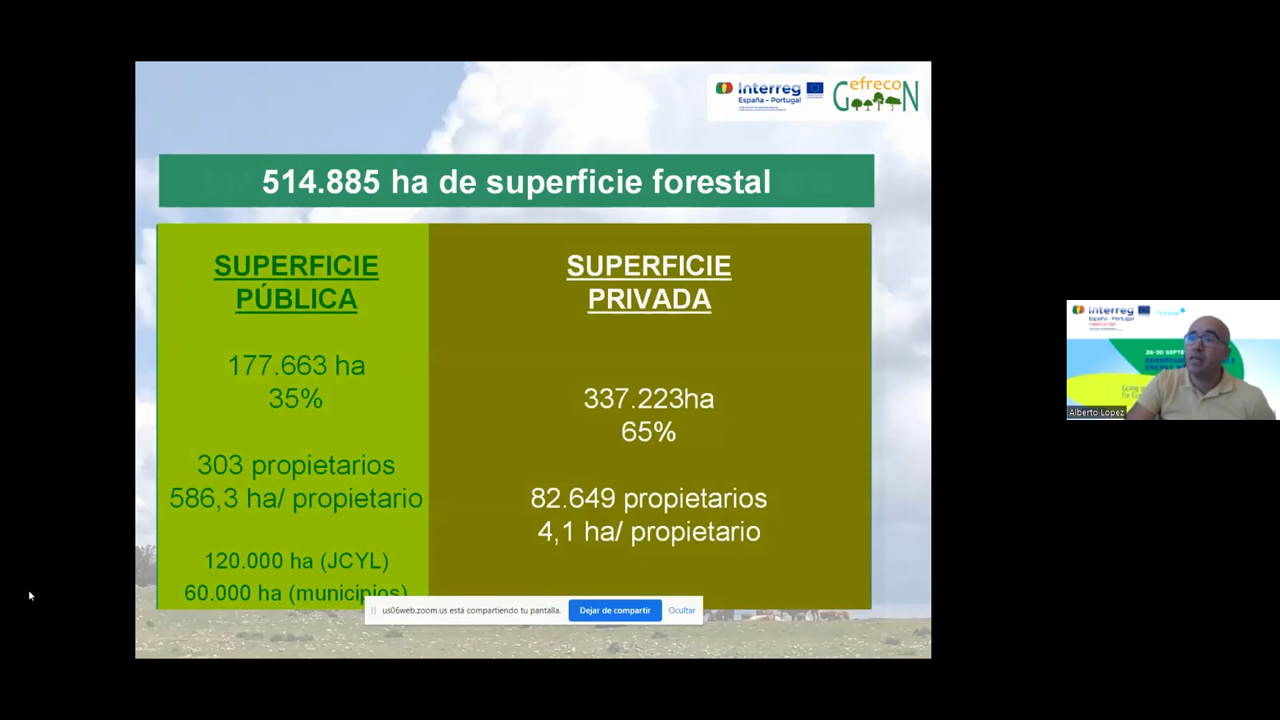 Interreg
España - Portugal
Gefrecon
514.885 ha de superficie forestal
SUPERFICIE
PÚBLICA
177.663 ha
35%
303 propietarios
586,3 ha/ propietario
120.000 ha (JCYL)
60.000 ha (municipios)
SUPERFICIE
PRIVADA
337.223ha
65%
82.649 propietarios
4,1 ha/ propietario
us06web.zoom.us está compartiendo tu pantalla.
Dejar de compartir
Ocultar
Interreg
España - Portugal
Alberto Lopez